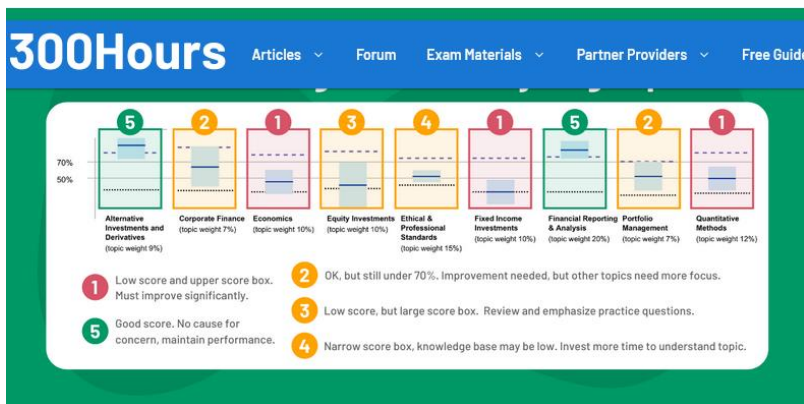 300Hours
Articles
Forum
Exam Materials
Partner Providers
Free Guide
5
2
1
3
4
1
5
2
1
70%
50%
Alternative
Investments and
Derivatives
(topic weight 9%)
Corporate Finance
(topic weight 7%)
Economics
(topic weight 10%)
Equity Investments
(topic weight 10%)
Ethical &
Professional
Standards
(topic weight 15%)
Fixed Income
Investments
(topic weight 10%)
Financial Reporting
& Analysis
(topic weight 20%)
Portfolio
Management
(topic weight 7%)
Quantitative
Methods
(topic weight 12%)
1
Low score and upper score box.
Must improve significantly.
5
Good score. No cause for
concern, maintain performance.
2
OK, but still under 70%. Improvement needed, but other topics need more focus.
3
Low score, but large score box. Review and emphasize practice questions.
4
Narrow score box, knowledge base may be low. Invest more time to understand topic.